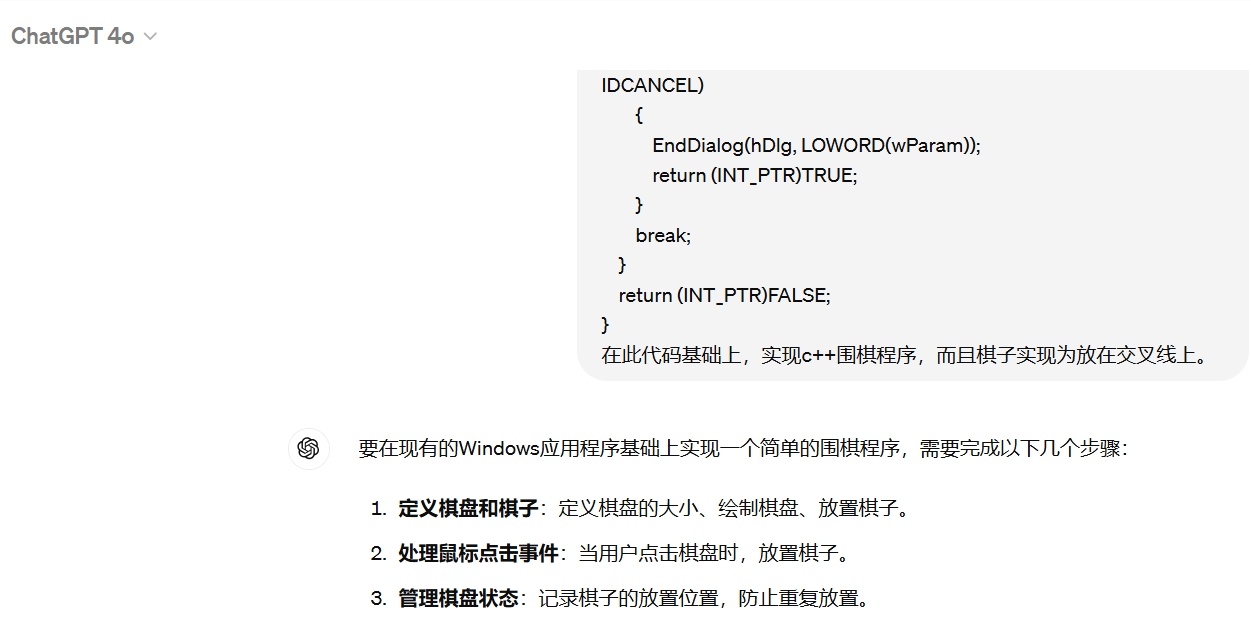 ChatGPT 4o
IDCANCEL)
{
EndDialog(hDlg, LOWORD(wParam));
return (INT_PTR)TRUE;
}
break;
}
return (INT_PTR)FALSE;
}
在此代码基础上，实现c++围棋程序，而且棋子实现为放在交叉线上。
要在现有的Windows应用程序基础上实现一个简单的围棋程序，需要完成以下几个步骤：
1. 定义棋盘和棋子：定义棋盘的大小、绘制棋盘、放置棋子。
2. 处理鼠标点击事件：当用户点击棋盘时，放置棋子。
3. 管理棋盘状态：记录棋子的放置位置，防止重复放置。